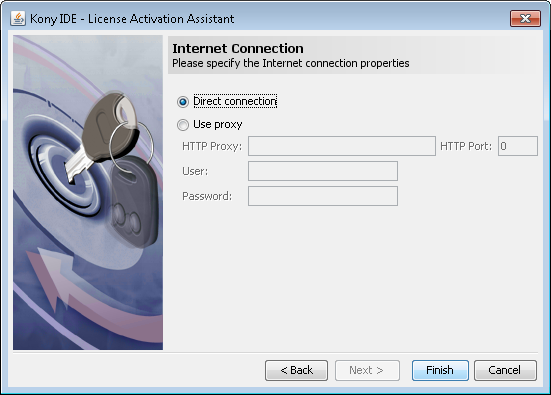 Kony IDE - License Activation Assistant
Internet Connection
Please specify the Internet connection properties
Direct connection
Use proxy
HTTP Proxy: HTTP Port: 0
User:
Password:
< Back Next > Finish Cancel